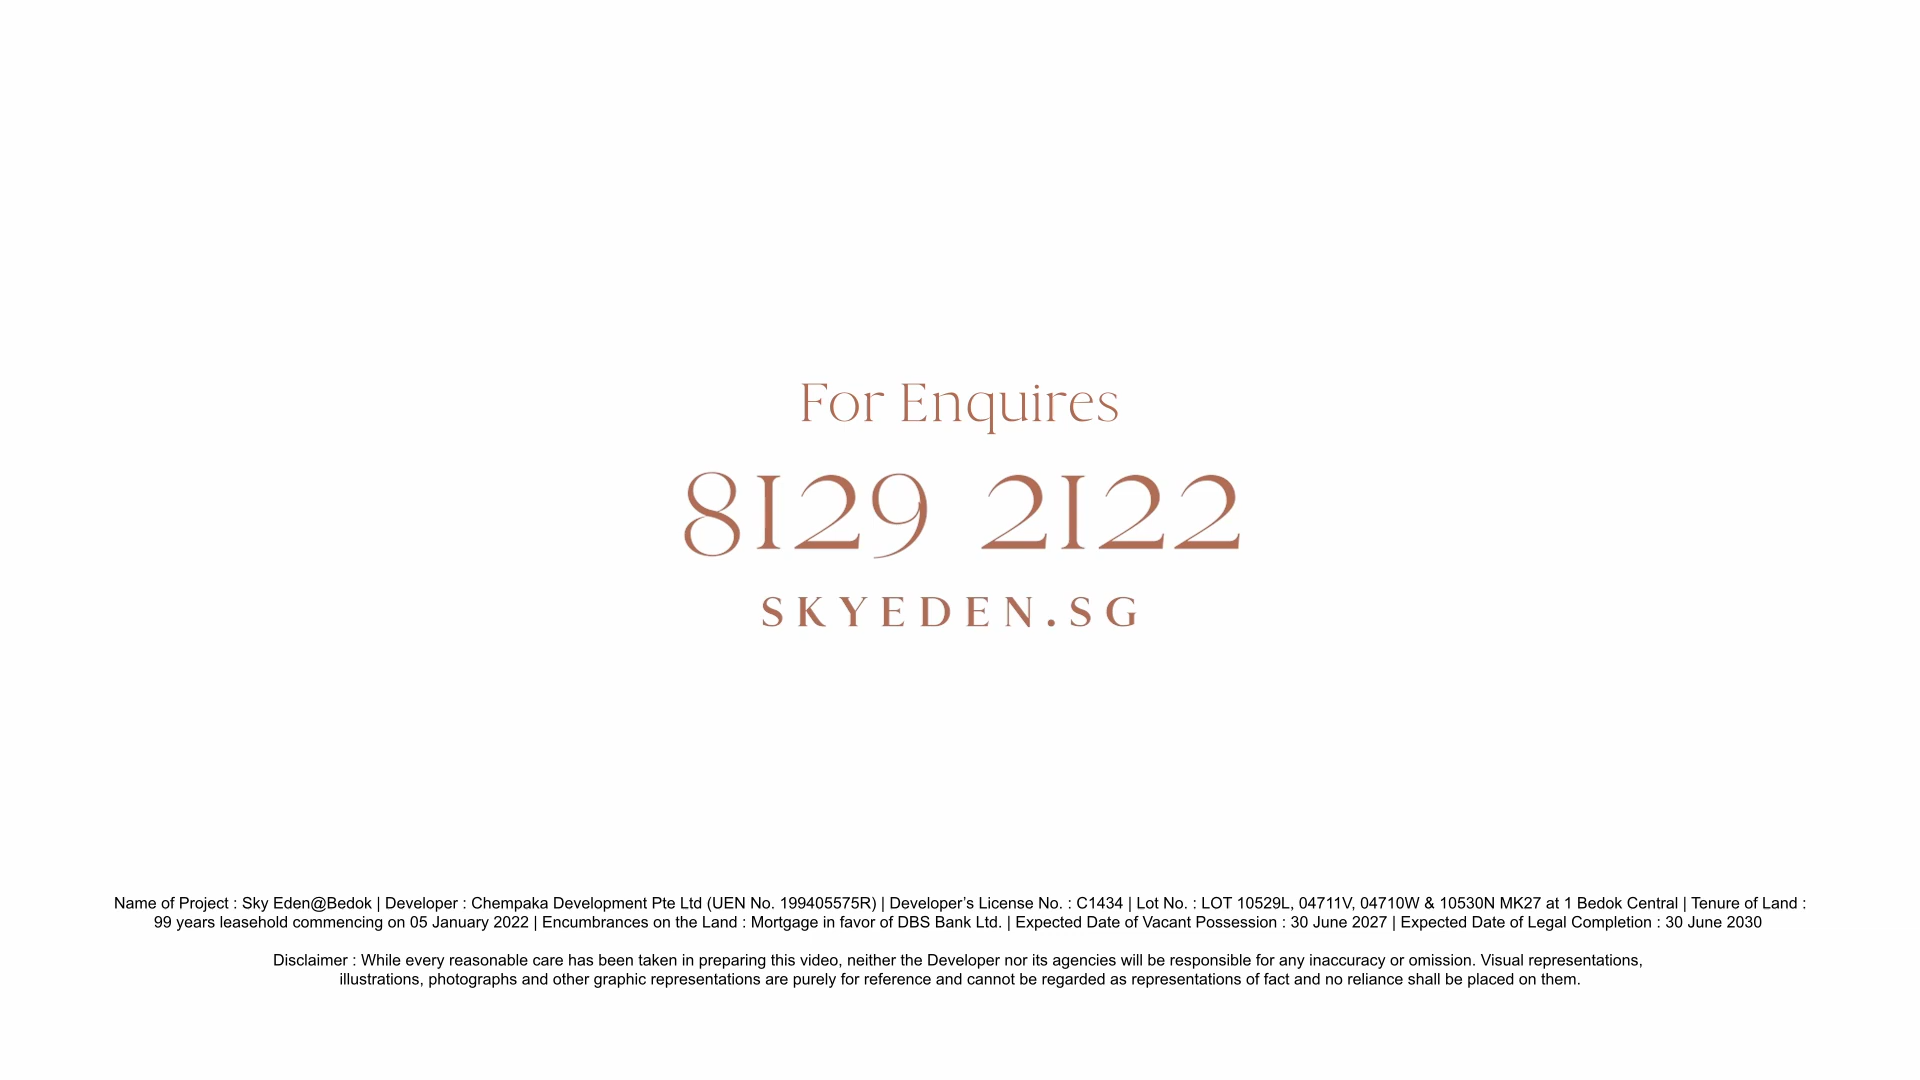 For Enquires
8129 2122
SKYEDEN.SG
Name of Project : Sky Eden@Bedok | Developer : Chempaka Development Pte Ltd (UEN No. 199405575R) | Developer’s License No. : C1434 | Lot No. : LOT 10529L, 04711V, 04710W & 10530N MK27 at 1 Bedok Central | Tenure of Land :
99 years leasehold commencing on 05 January 2022 | Encumbrances on the Land : Mortgage in favor of DBS Bank Ltd. | Expected Date of Vacant Possession : 30 June 2027 | Expected Date of Legal Completion : 30 June 2030
Disclaimer : While every reasonable care has been taken in preparing this video, neither the Developer nor its agencies will be responsible for any inaccuracy or omission. Visual representations,
illustrations, photographs and other graphic representations are purely for reference and cannot be regarded as representations of fact and no reliance shall be placed on them.